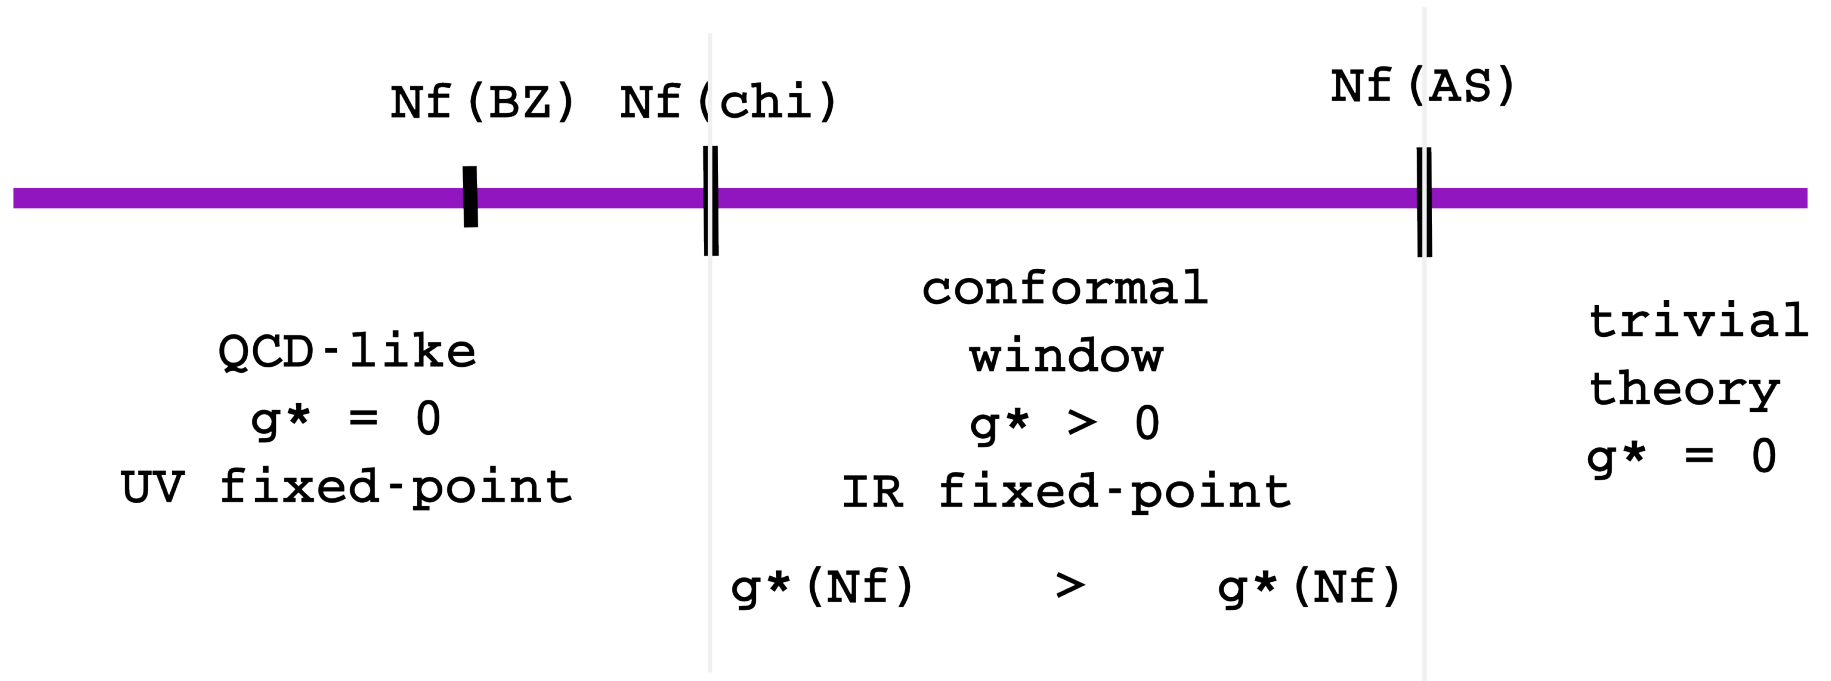 Nf(BZ) Nf(chi) Nf(AS)
QCD-like
g* = 0
UV fixed-point
conformal
window
g* > 0
IR fixed-point
g*(Nf) > g*(Nf)
trivial
theory
g* = 0